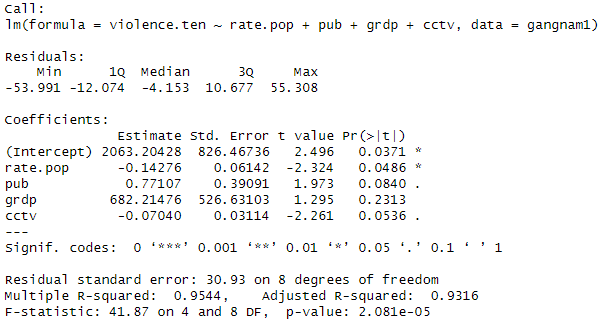 Call:
lm(formula = violence.ten ~ rate.pop + pub + grdp + cctv, data = gangnam1)
Residuals:
Min 1Q Median 3Q Max
-53.991 -12.074 -4.153 10.677 55.308
Coefficients:
Estimate Std. Error t value Pr(>|t|)
(Intercept) 2063.20428 826.46736 2.496 0.0371 *
rate.pop -0.14276 0.06142 -2.324 0.0486 *
pub 0.77107 0.39091 1.973 0.0840 .
grdp 682.21476 526.63103 1.295 0.2313
cctv -0.07040 0.03114 -2.261 0.0536 .
---
Signif. codes: 0 ‘***’ 0.001 ‘**’ 0.01 ‘*’ 0.05 ‘.’ 0.1 ‘ ’ 1
Residual standard error: 30.93 on 8 degrees of freedom
Multiple R-squared: 0.9544, Adjusted R-squared: 0.9316
F-statistic: 41.87 on 4 and 8 DF, p-value: 2.081e-05